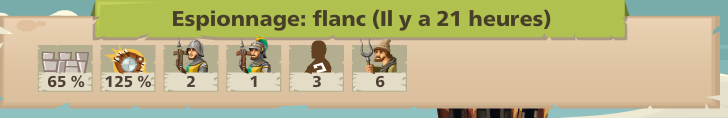 Espionnage: flanc (Il y a 21 heures)
65 % 125 % 2 1 3 6